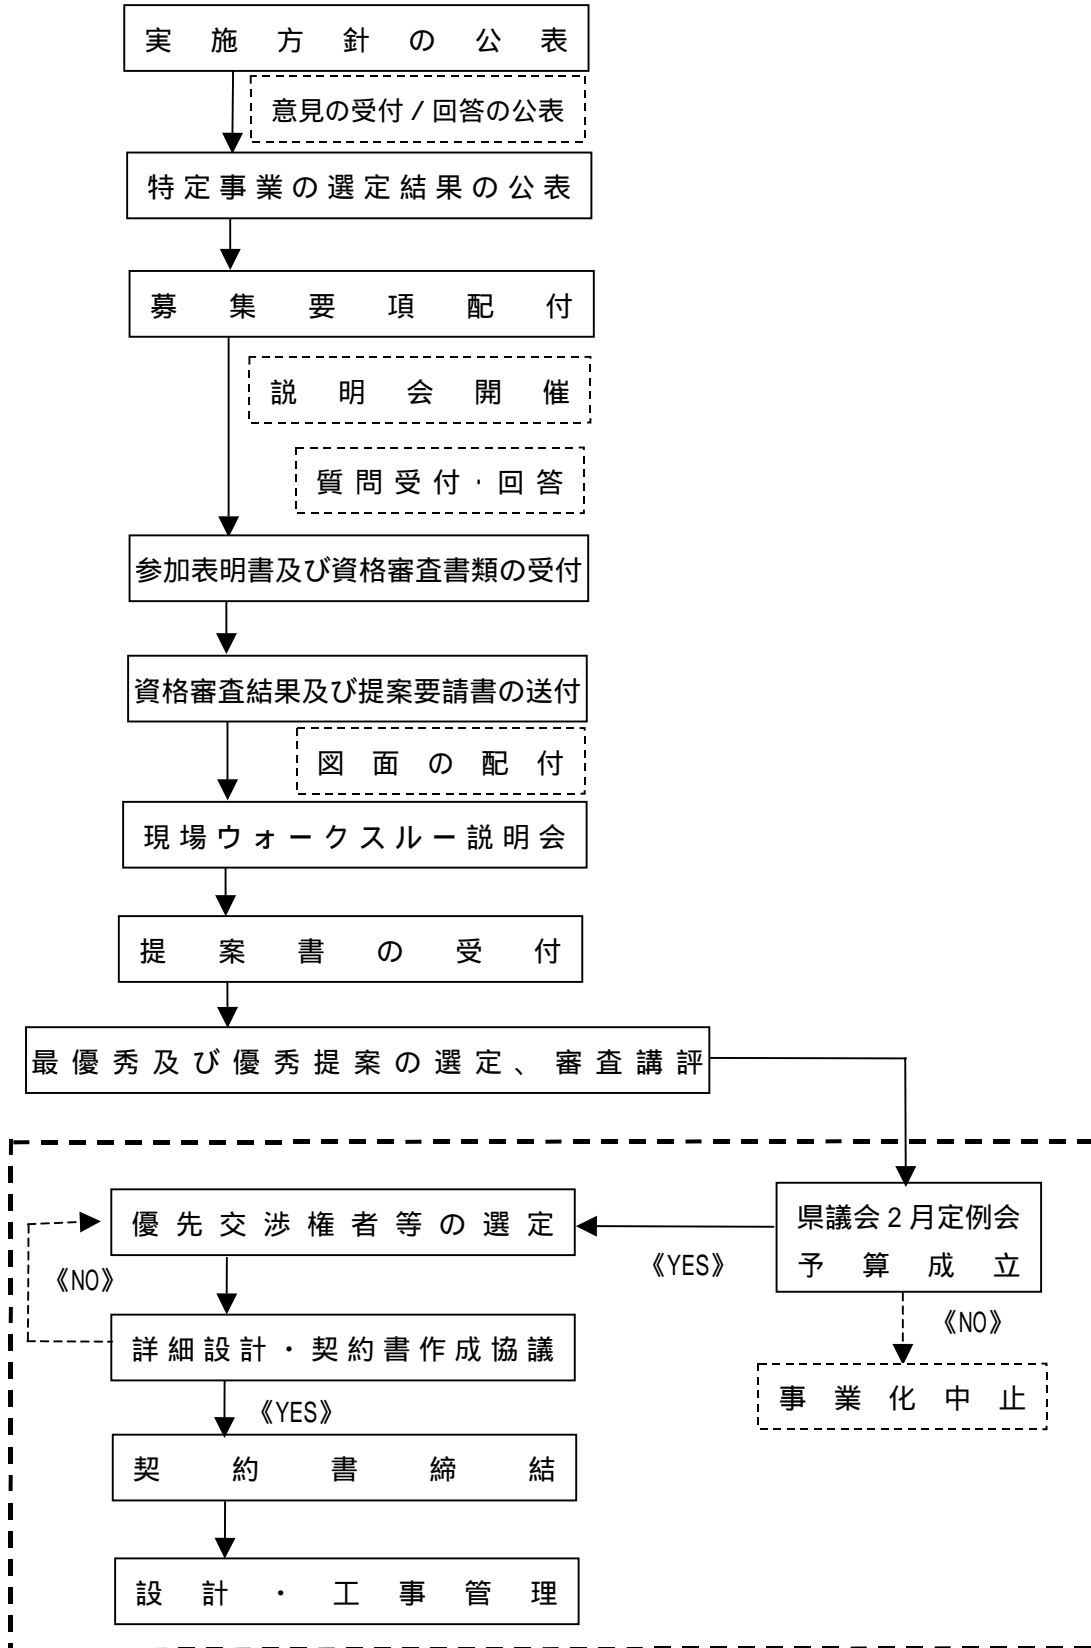 実施方針の公表
意見の受付 / 回答の公表
特定事業の選定結果の公表
募集要項配付
説明会開催
質問受付・回答
参加表明書及び資格審査書類の受付
資格審査結果及び提案要請書の送付
図面の配付
現場ウォークスルー説明会
提案書の受付
最優秀及び優秀提案の選定、審査講評
優先交渉権者等の選定
県議会2月定例会
予算成立
《YES》
《NO》
《NO》
詳細設計・契約書作成協議
事業化中止
《YES》
契約書締結
設計・工事管理